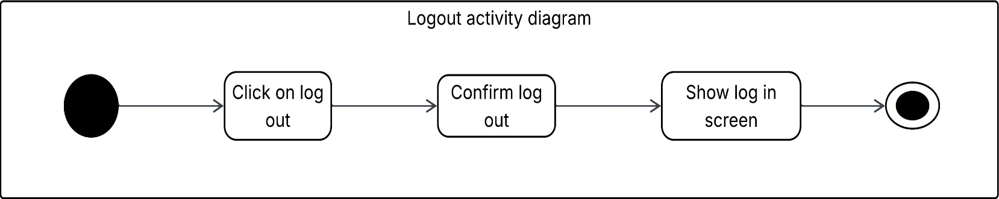 Logout activity diagram
Click on log
out
Confirm log
out
Show log in
screen